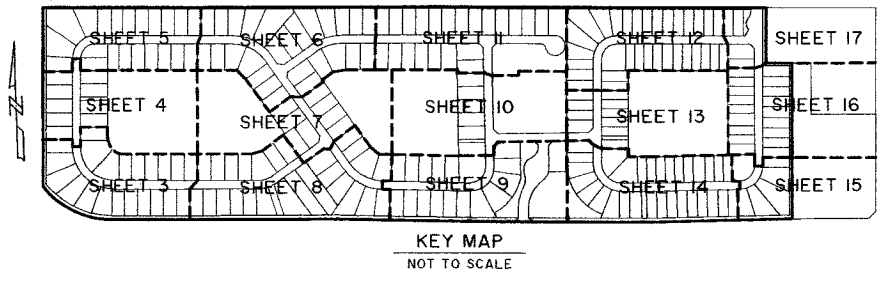 SHEET 5
SHEET 6
SHEET 11
SHEET 12
SHEET 17
SHEET 4
SHEET 7
SHEET 10
SHEET 13
SHEET 16
SHEET 3
SHEET 8
SHEET 9
SHEET 14
SHEET 15
N
KEY MAP
NOT TO SCALE